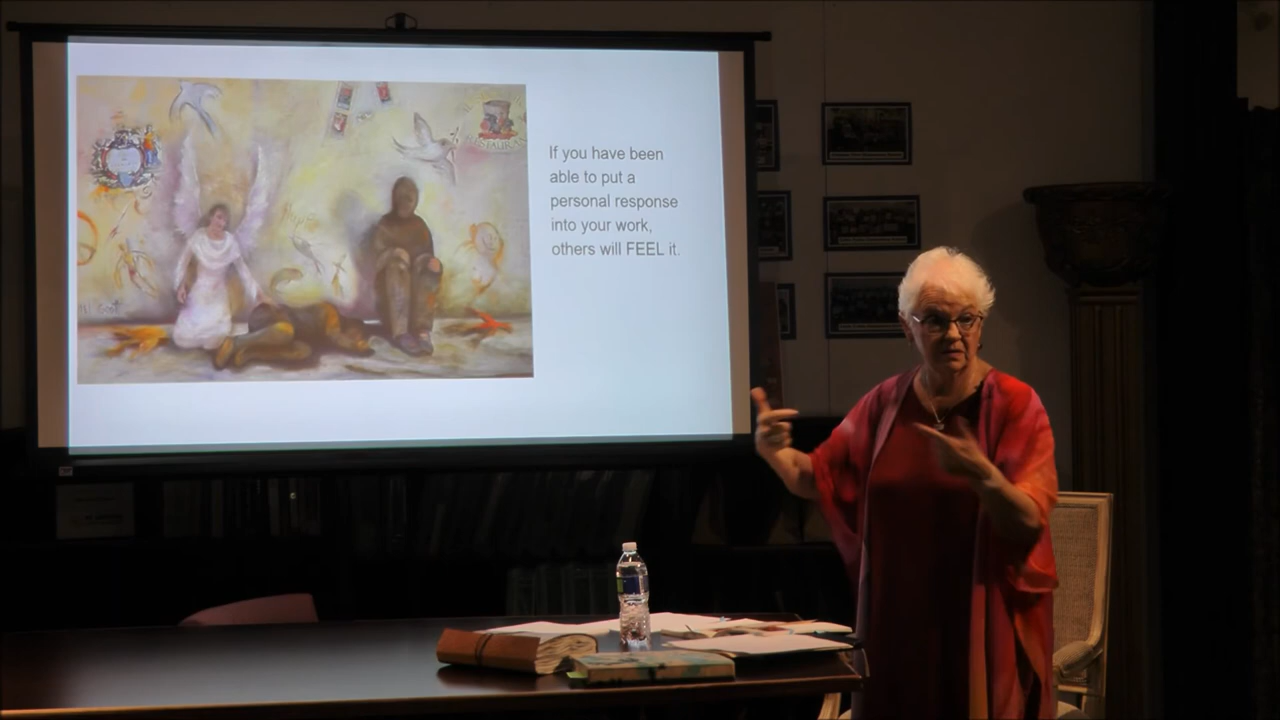 If you have been
able to put a
personal response
into your work,
others will FEEL it.